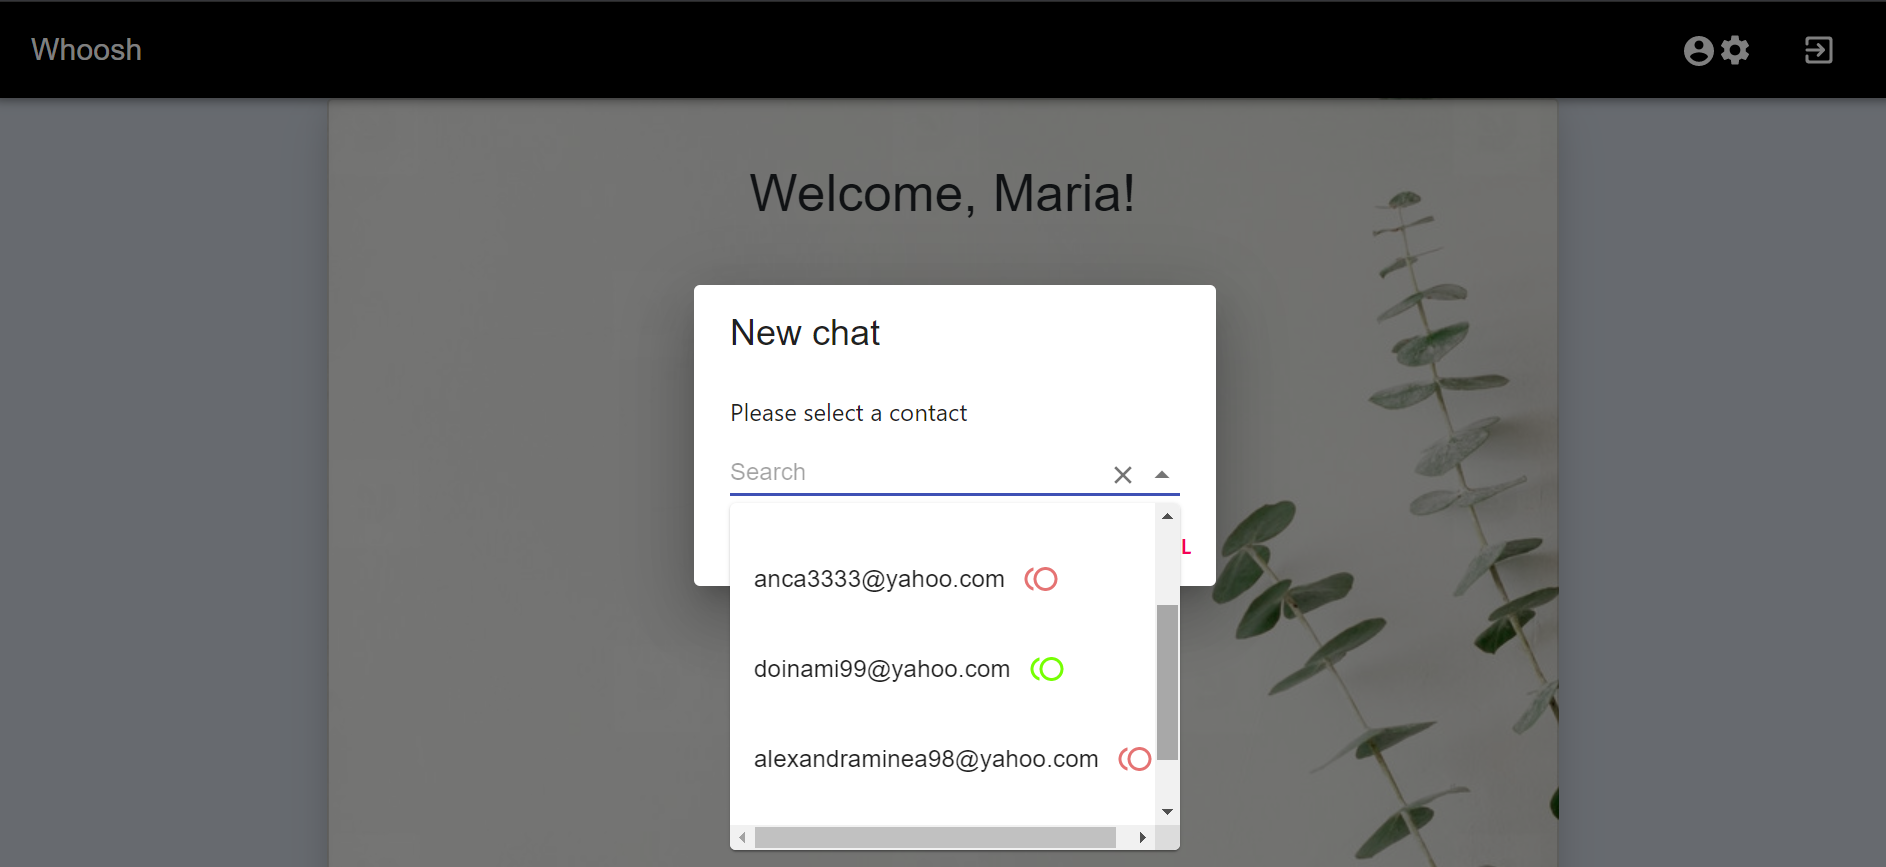 Whoosh
Welcome, Maria!
New chat
Please select a contact
Search
L
anca3333@yahoo.com
doinami99@yahoo.com
alexandraminea98@yahoo.com